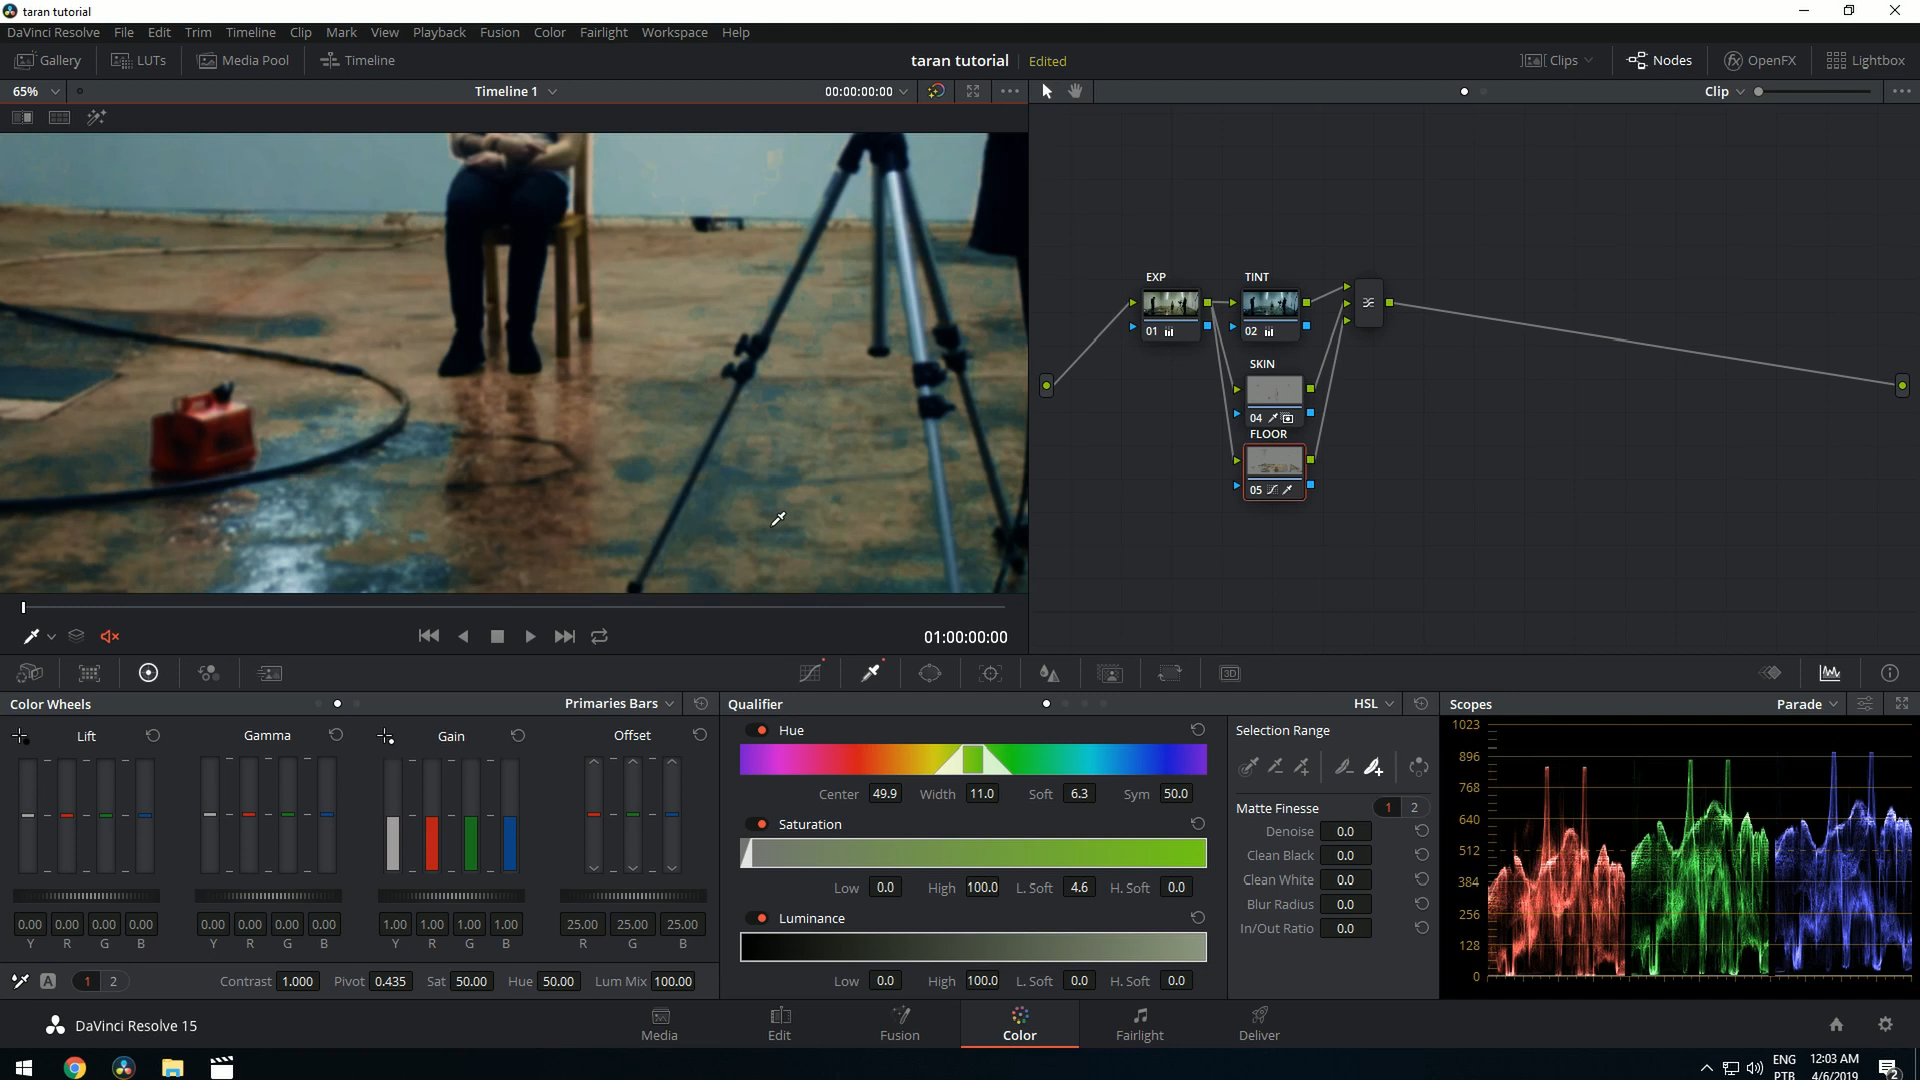 taran tutorial
DaVinci Resolve File Edit Trim Timeline Clip Mark View Playback Fusion Color Fairlight Workspace Help
Gallery LUTs Media Pool Timeline taran tutorial Edited Clips Nodes OpenFX Lightbox
65% Timeline 1 00:00:00:00 Clip
EXP TINT
01 02
SKIN
04
FLOOR
05
01:00:00:00
3D
Color Wheels Primaries Bars Qualifier HSL Scopes Parade
Lift Gamma Gain Offset
0.00 0.00 0.00 0.00 0.00 0.00 0.00 0.00 1.00 1.00 1.00 1.00 25.00 25.00 25.00
Y R G B Y R G B Y R G B R G B
A 1 2 Contrast 1.000 Pivot 0.435 Sat 50.00 Hue 50.00 Lum Mix 100.00
Hue
Center 49.9 Width 11.0 Soft 6.3 Sym 50.0
Saturation
Low 0.0 High 100.0 L. Soft 4.6 H. Soft 0.0
Luminance
Low 0.0 High 100.0 L. Soft 0.0 H. Soft 0.0
Selection Range
Matte Finesse 1 2
Denoise 0.0
Clean Black 0.0
Clean White 0.0
Blur Radius 0.0
In/Out Ratio 0.0
1023
896
768
640
512
384
256
128
0
DaVinci Resolve 15 Media Edit Fusion Color Fairlight Deliver
ENG 12:03 AM
PTB 4/6/2019 2